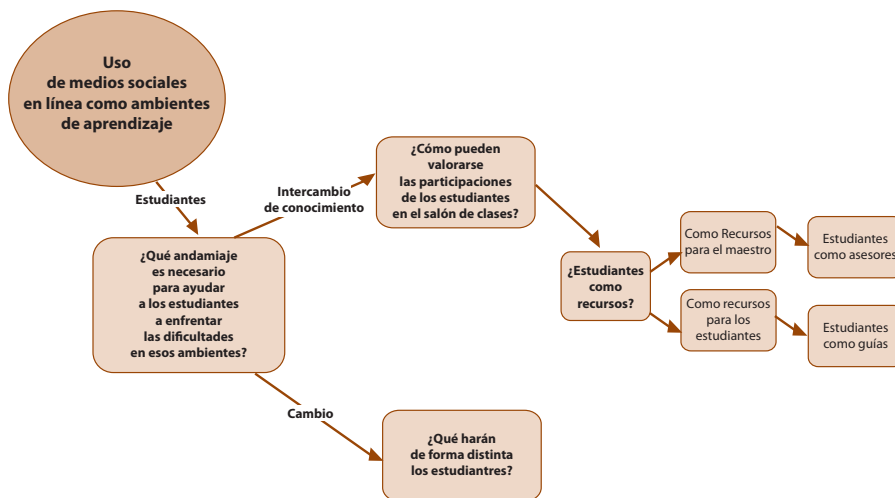 Uso
de medios sociales
en línea como ambientes
de aprendizaje
Estudiantes
Intercambio
de conocimiento
¿Cómo pueden
valorarse
las participaciones
de los estudiantes
en el salón de clases?
¿Qué andamiaje
es necesario
para ayudar
a los estudiantes
a enfrentar
las dificultades
en esos ambientes?
¿Estudiantes
como
recursos?
Como Recursos
para el maestro
Estudiantes
como asesores
Como recursos
para los
estudiantes
Estudiantes
como guías
Cambio
¿Qué harán
de forma distinta
los estudiantres?